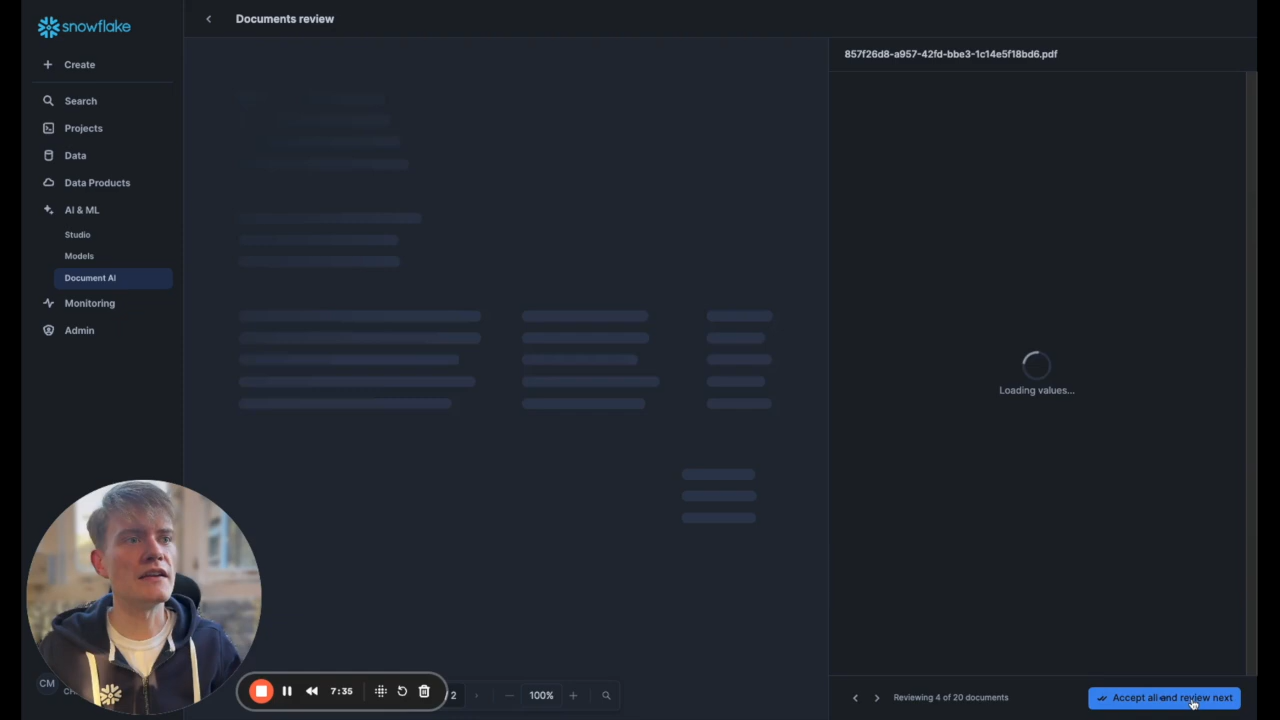 snowflake
Documents review
857f26d8-a957-42fd-bbe3-1c14e5f18bd6.pdf
Create
Search
Projects
Data
Data Products
AI & ML
Studio
Models
Document AI
Monitoring
Admin
Loading values...
CM
7:35
2
100%
Reviewing 4 of 20 documents
Accept all and review next